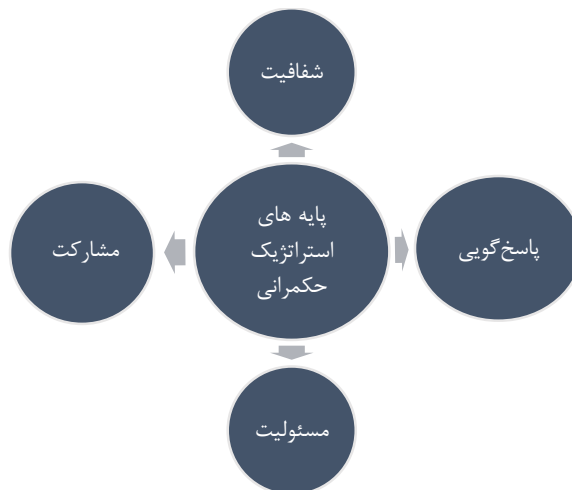 شفافیت
پایه های
استراتژیک
حکمرانی
پاسخ‌گویی
مشارکت
مسئولیت